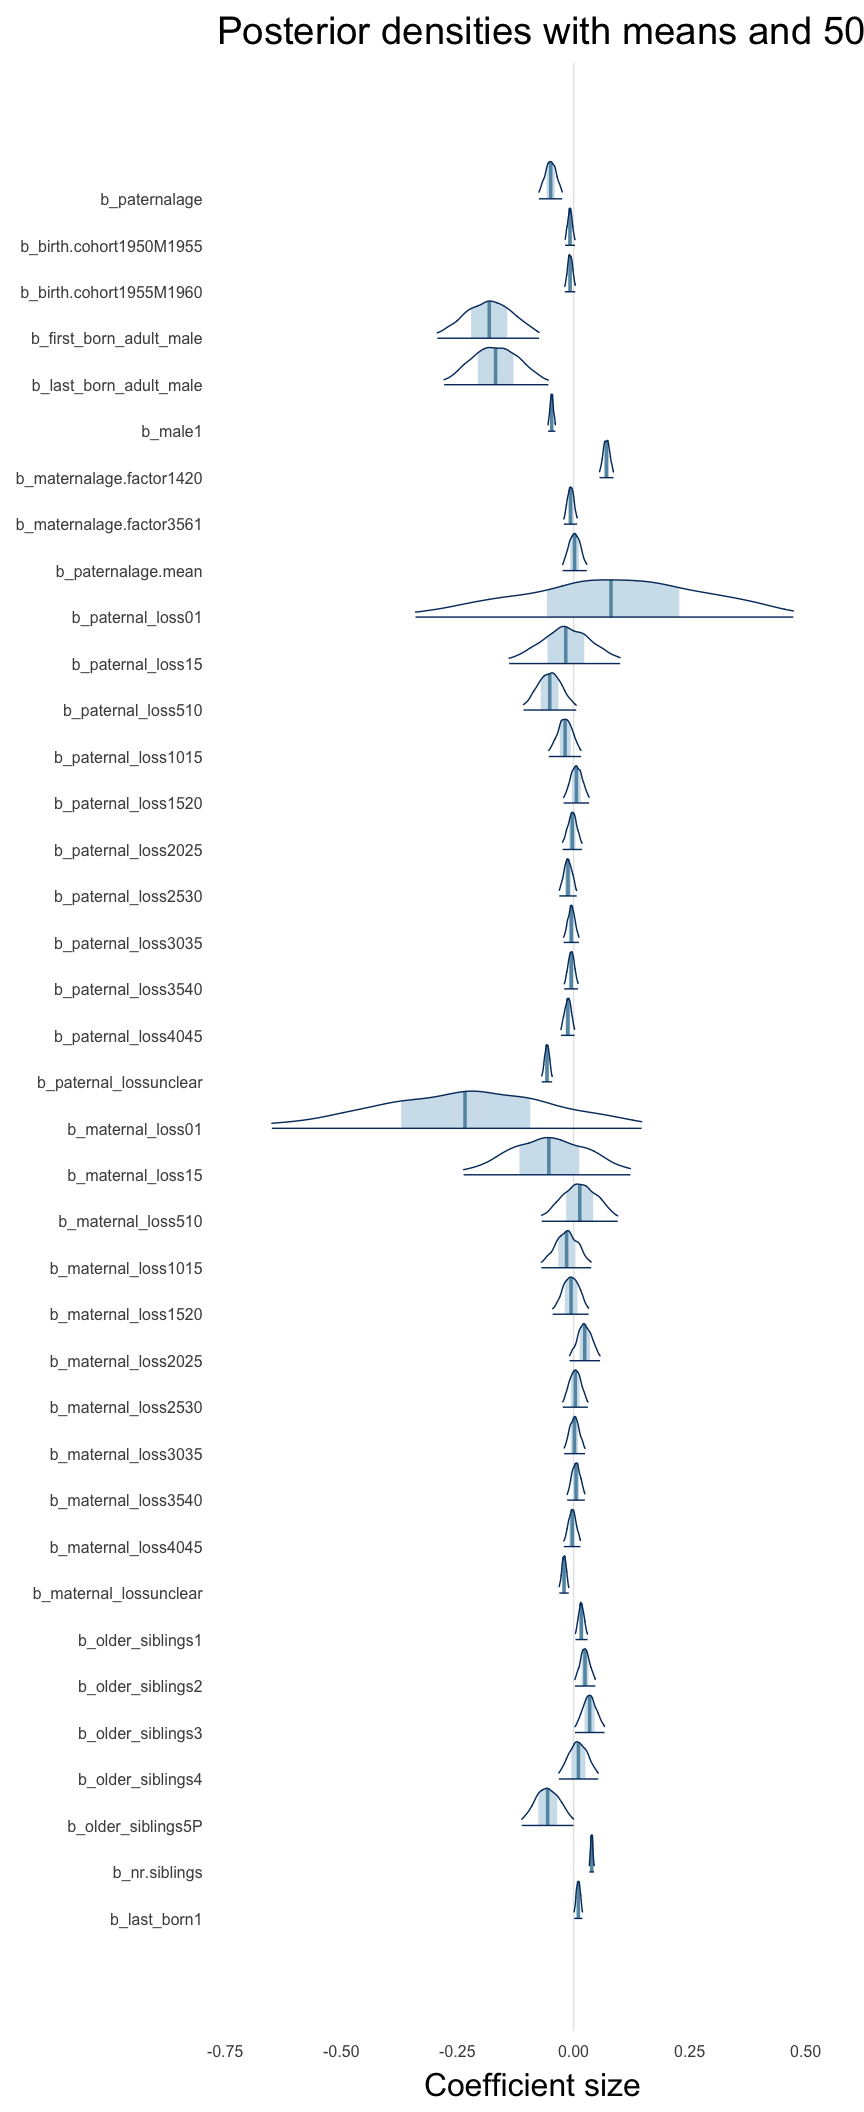 Posterior densities with means and 50
b_paternalage
b_birth.cohort1950M1955
b_birth.cohort1955M1960
b_first_born_adult_male
b_last_born_adult_male
b_male1
b_maternalage.factor1420
b_maternalage.factor3561
b_paternalage.mean
b_paternal_loss01
b_paternal_loss15
b_paternal_loss510
b_paternal_loss1015
b_paternal_loss1520
b_paternal_loss2025
b_paternal_loss2530
b_paternal_loss3035
b_paternal_loss3540
b_paternal_loss4045
b_paternal_lossunclear
b_maternal_loss01
b_maternal_loss15
b_maternal_loss510
b_maternal_loss1015
b_maternal_loss1520
b_maternal_loss2025
b_maternal_loss2530
b_maternal_loss3035
b_maternal_loss3540
b_maternal_loss4045
b_maternal_lossunclear
b_older_siblings1
b_older_siblings2
b_older_siblings3
b_older_siblings4
b_older_siblings5P
b_nr.siblings
b_last_born1
-0.75 -0.50 -0.25 0.00 0.25 0.50
Coefficient size